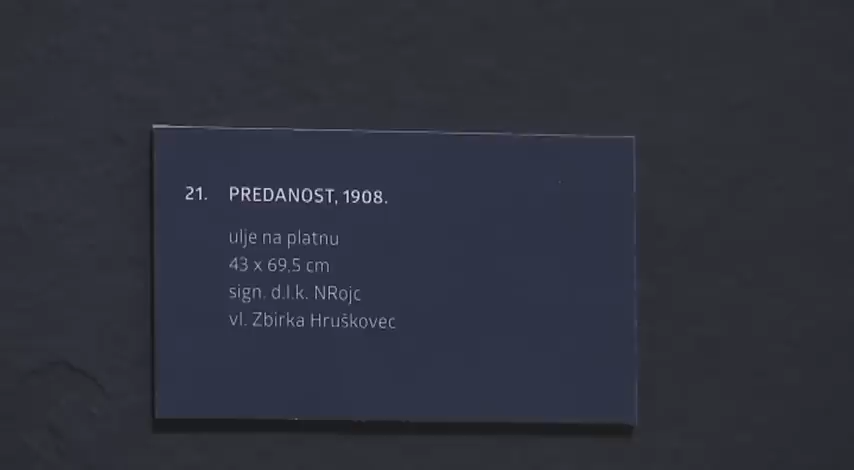 21. PREDANOST, 1908.
ulje na platnu
43 x 69,5 cm
sign. d.l.k. NRojc
vl. Zbirka Hruškovec